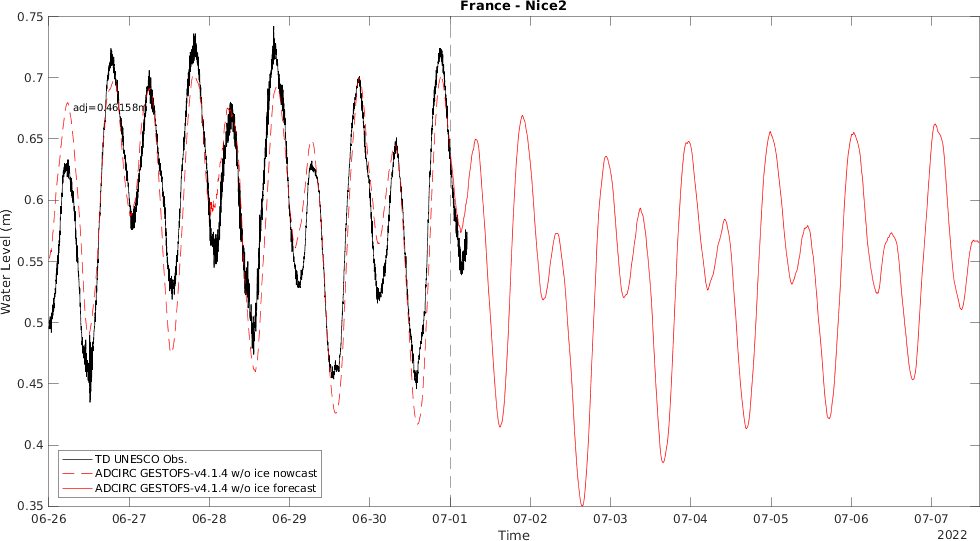 France - Nice2
0.75
0.7
0.65
0.6
0.55
0.5
0.45
0.4
0.35
Water Level (m)
adj=0.46158m
TD UNESCO Obs.
ADCIRC GESTOFS-v4.1.4 w/o ice nowcast
ADCIRC GESTOFS-v4.1.4 w/o ice forecast
06-26 06-27 06-28 06-29 06-30 07-01 07-02 07-03 07-04 07-05 07-06 07-07
Time
2022